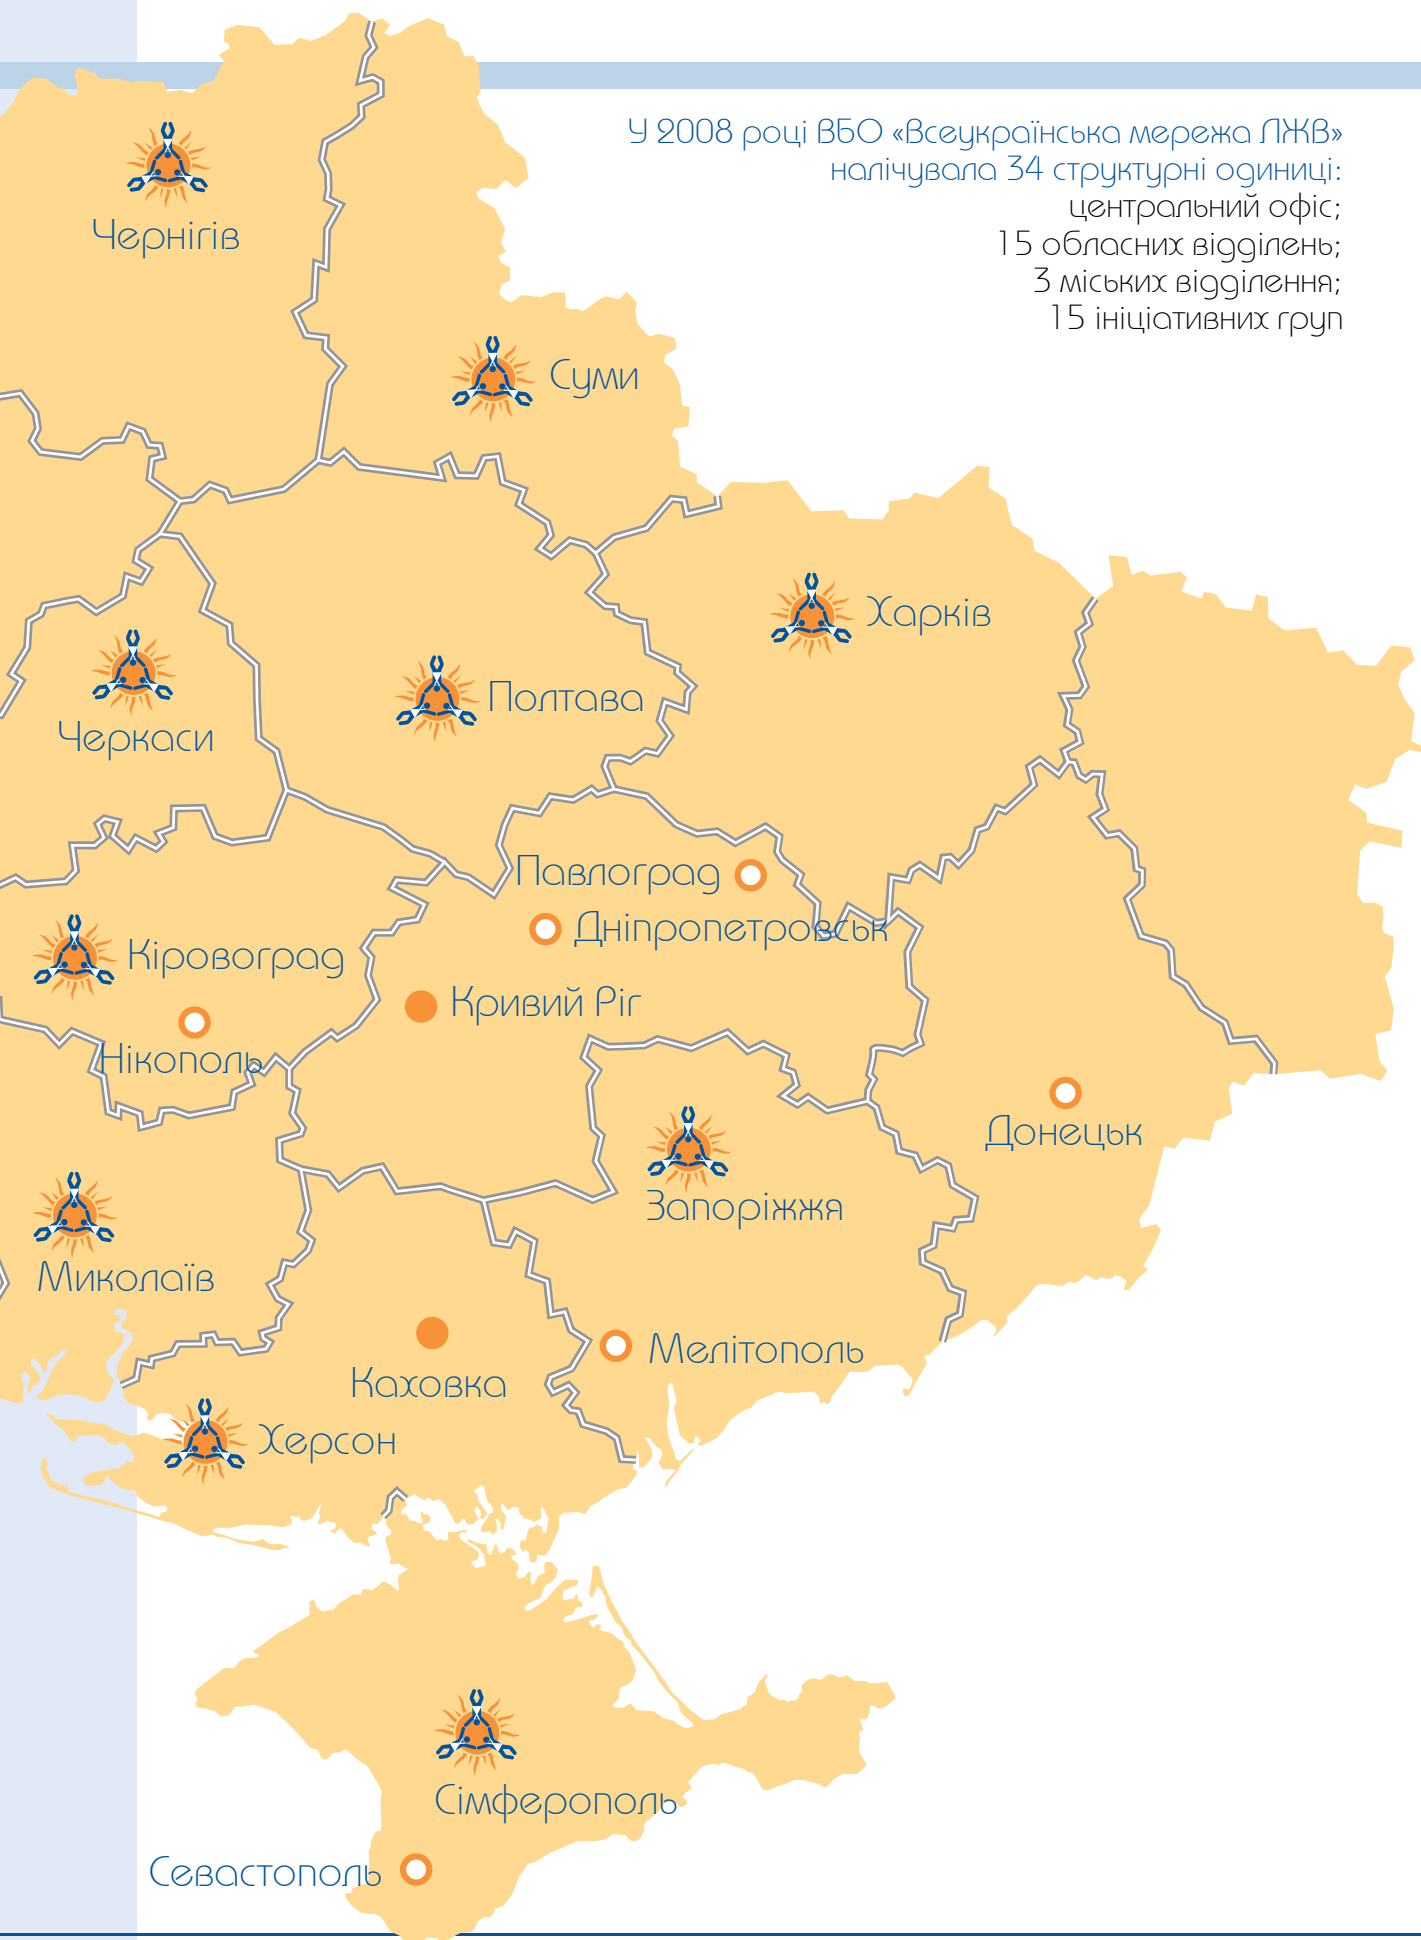 У 2008 році ВБО «Всеукраїнська мережа ЛЖВ»
налічувала 34 структурні одиниці:
центральний офіс;
15 обласних відділень;
3 міських відділення;
15 ініціативних груп
Чернігів
Суми
Харків
Полтава
Черкаси
Павлоград
Дніпропетровськ
Кіровоград
Кривий Ріг
Нікополь
Донецьк
Запоріжжя
Миколаїв
Мелітополь
Каховка
Херсон
Сімферополь
Севастополь